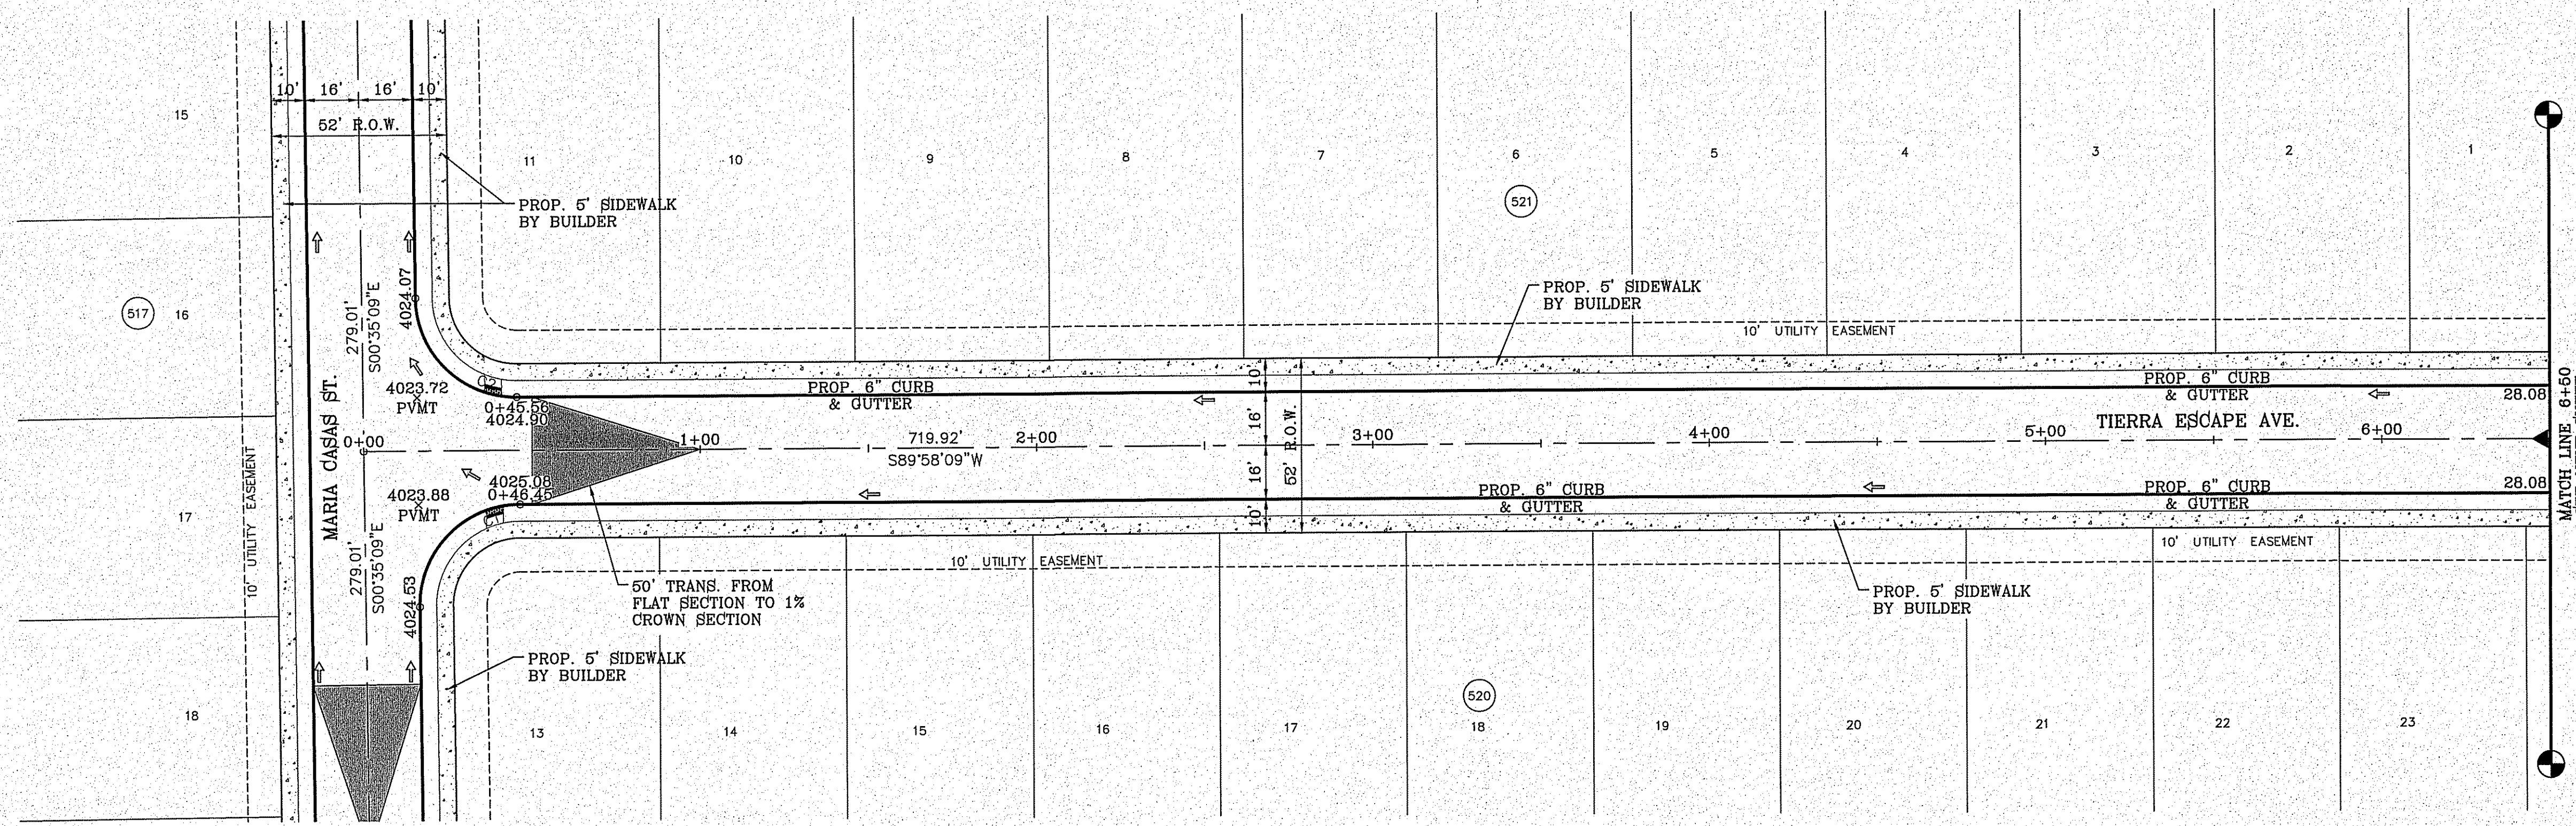 10' 16' 16' 10'
52' R.O.W.
15
11
10
9
8
7
6
5
4
3
2
1
PROP. 5' SIDEWALK
BY BUILDER
521
517
16
279.01'
S00°35'09"E
4024.07
PROP. 5' SIDEWALK
BY BUILDER
10' UTILITY EASEMENT
MARIA CASAS ST.
4023.72
PVMT
C2
0+45.56
4024.90
PROP. 6" CURB
& GUTTER
10'
16'
16'
10'
52' R.O.W.
PROP. 6" CURB
& GUTTER
28.08
TIERRA ESCAPE AVE.
0+00
1+00
719.92'
S89°58'09"W
2+00
3+00
4+00
5+00
6+00
MATCH LINE 6+50
4025.08
0+46.45
4023.88
PVMT
C1
PROP. 6" CURB
& GUTTER
PROP. 6" CURB
& GUTTER
28.08
17
10' UTILITY EASEMENT
279.01'
S00°35'09"E
4024.53
10' UTILITY EASEMENT
10' UTILITY EASEMENT
50' TRANS. FROM
FLAT SECTION TO 1%
CROWN SECTION
PROP. 5' SIDEWALK
BY BUILDER
PROP. 5' SIDEWALK
BY BUILDER
520
18
13
14
15
16
17
18
19
20
21
22
23